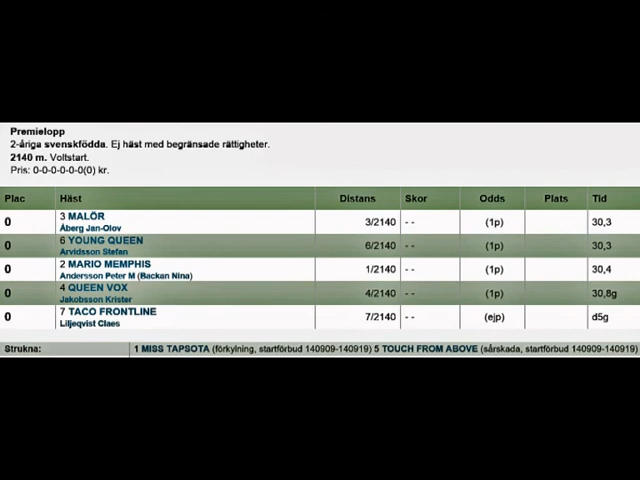 Premielopp
2-åriga svenskfödda. Ej häst med begränsade rättigheter.
2140 m. Voltstart.
Pris: 0-0-0-0-0-0(0) kr.
Plac Häst Distans Skor Odds Plats Tid
0 3 MALÖR 3/2140 - - (1p) 30,3
Åberg Jan-Olov
0 6 YOUNG QUEEN 6/2140 - - (1p) 30,3
Arvidsson Stefan
0 2 MARIO MEMPHIS 1/2140 - - (1p) 30,4
Andersson Peter M (Backan Nina)
0 4 QUEEN VOX 4/2140 - - (1p) 30,8g
Jakobsson Krister
0 7 TACO FRONTLINE 7/2140 - - (ejp) d5g
Liljeqvist Claes
Strukna: 1 MISS TAPSOTA (förkylning, startförbud 140909-140919) 5 TOUCH FROM ABOVE (sårskada, startförbud 140909-140919)